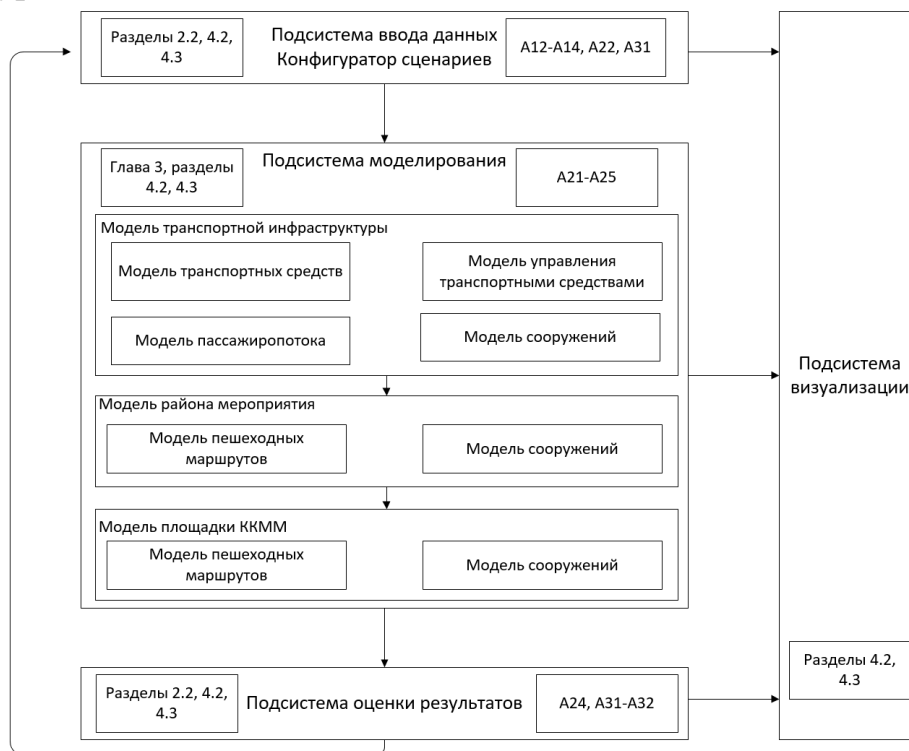 Разделы 2.2, 4.2,
4.3
Подсистема ввода данных
Конфигуратор сценариев
А12-А14, А22, А31
Глава 3, разделы
4.2, 4.3
Подсистема моделирования
А21-А25
Модель транспортной инфраструктуры
Модель транспортных средств
Модель управления
транспортными средствами
Модель пассажиропотока
Модель сооружений
Модель района мероприятия
Модель пешеходных
маршрутов
Модель сооружений
Модель площадки ККММ
Модель пешеходных
маршрутов
Модель сооружений
Разделы 2.2, 4.2,
4.3
Подсистема оценки результатов
А24, А31-А32
Подсистема
визуализации
Разделы 4.2,
4.3